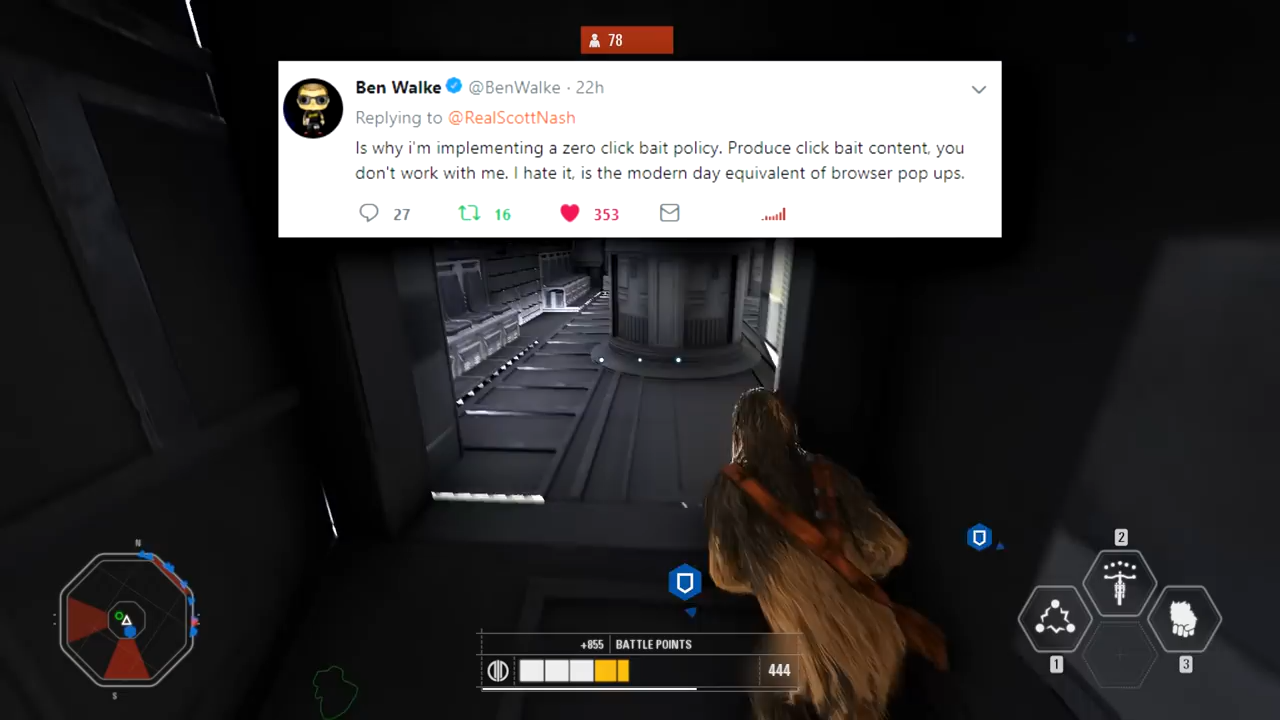 78
Ben Walke @BenWalke · 22h
Replying to @RealScottNash
Is why i'm implementing a zero click bait policy. Produce click bait content, you
don't work with me. I hate it, is the modern day equivalent of browser pop ups.
27 16 353
N
S
+855 BATTLE POINTS
444
2
1
3